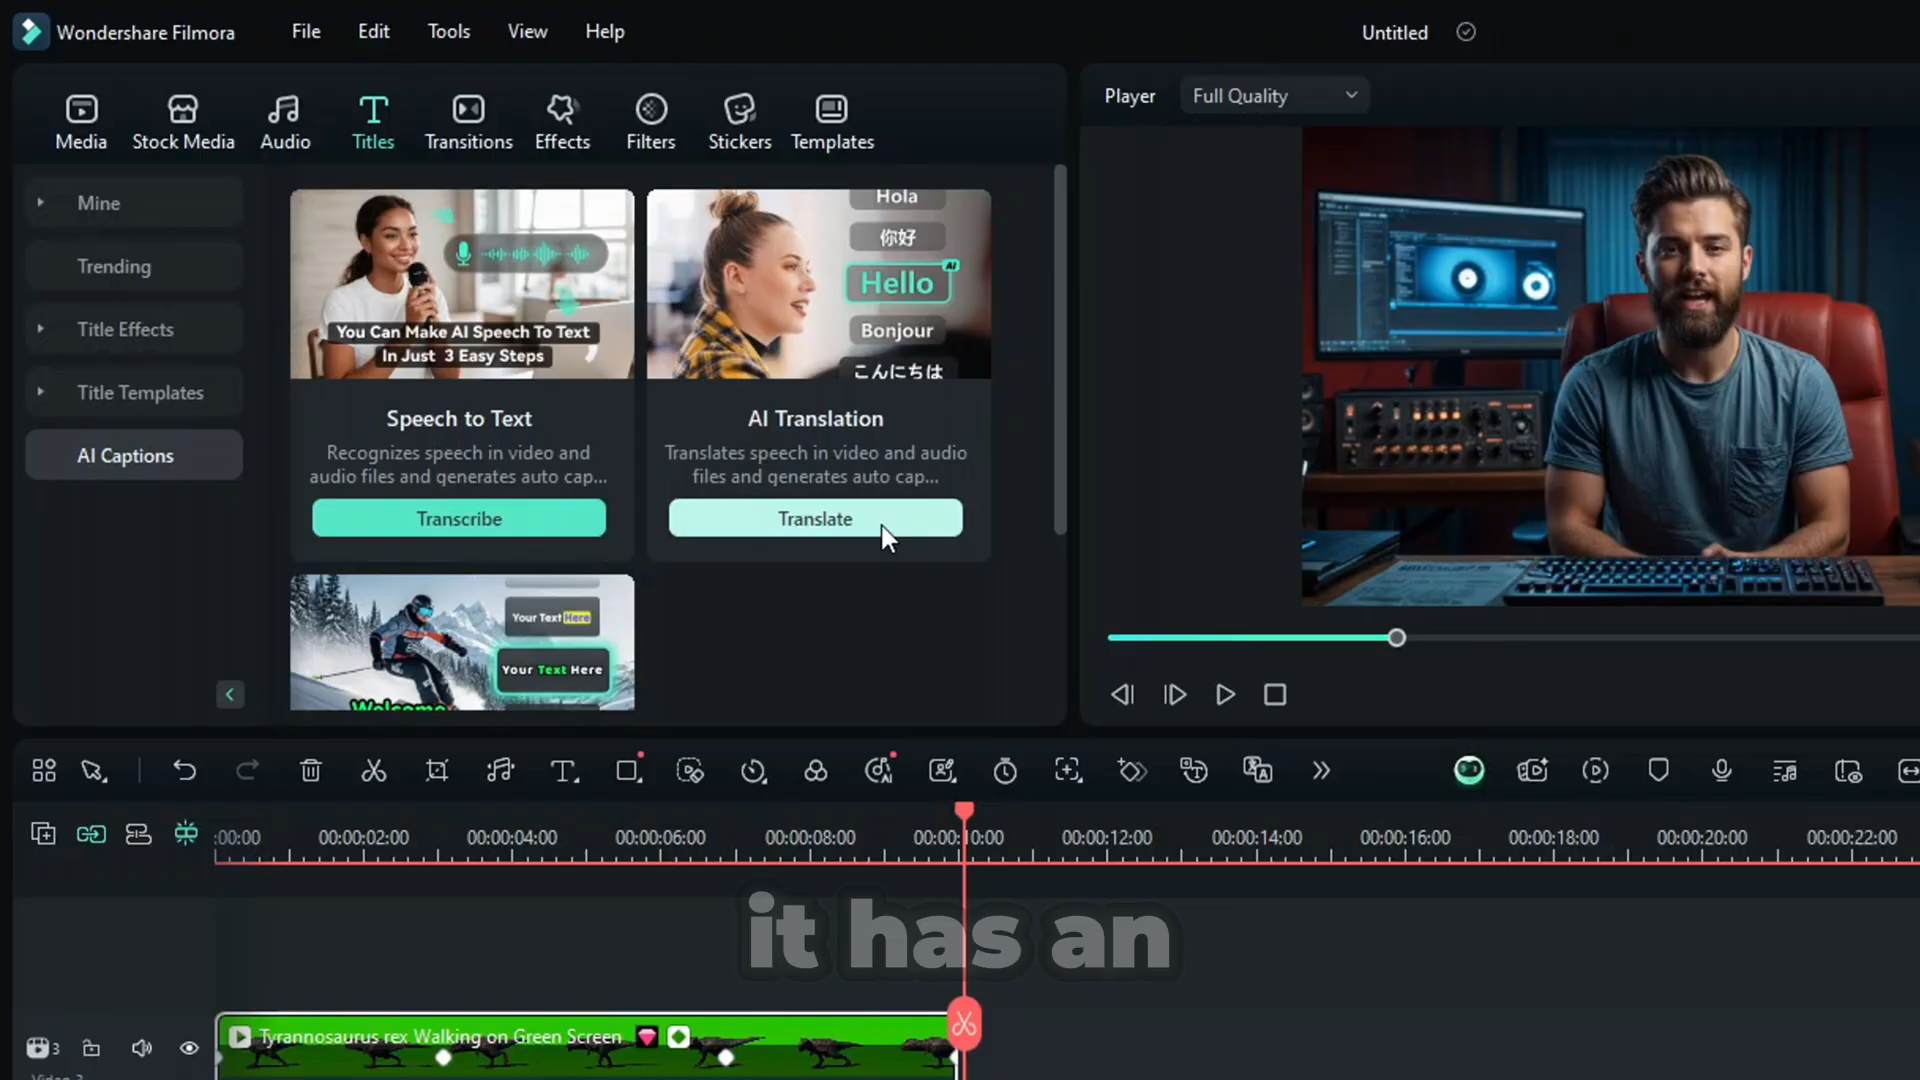 Wondershare Filmora
File
Edit
Tools
View
Help
Untitled
Media
Stock Media
Audio
Titles
Transitions
Effects
Filters
Stickers
Templates
Player
Full Quality
Mine
Trending
Title Effects
Title Templates
AI Captions
You Can Make AI Speech To Text
In Just 3 Easy Steps
Speech to Text
Recognizes speech in video and
audio files and generates auto cap...
Transcribe
Hola
你好
Hello
AI
Bonjour
こんにちは
AI Translation
Translates speech in video and audio
files and generates auto cap...
Translate
Your Text Here
Your Text Here
Welcome
:00:00
00:00:02:00
00:00:04:00
00:00:06:00
00:00:08:00
00:00:10:00
00:00:12:00
00:00:14:00
00:00:16:00
00:00:18:00
00:00:20:00
00:00:22:00
it has an
Tyrannosaurus rex Walking on Green Screen
3
Video 3